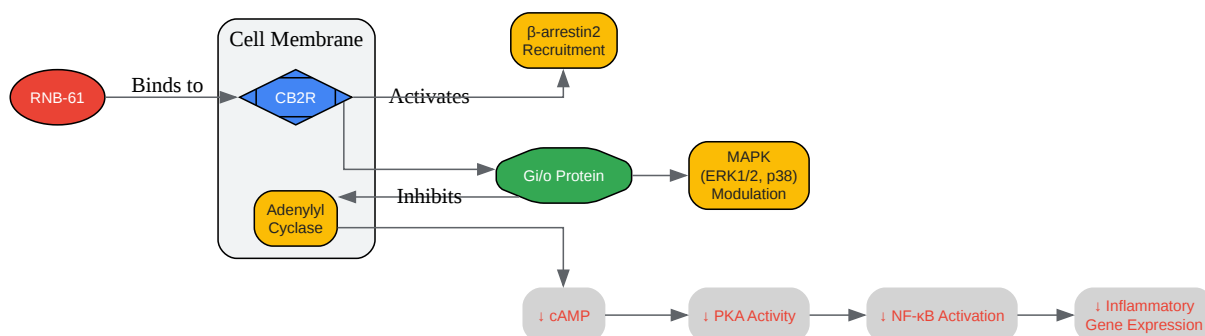 Cell Membrane
β-arrestin2
Recruitment
RNB-61
Binds to
CB2R
Activates
Gi/o Protein
MAPK
(ERK1/2, p38)
Modulation
Inhibits
Adenylyl
Cyclase
↓ cAMP
↓ PKA Activity
↓ NF-κB Activation
↓ Inflammatory
Gene Expression